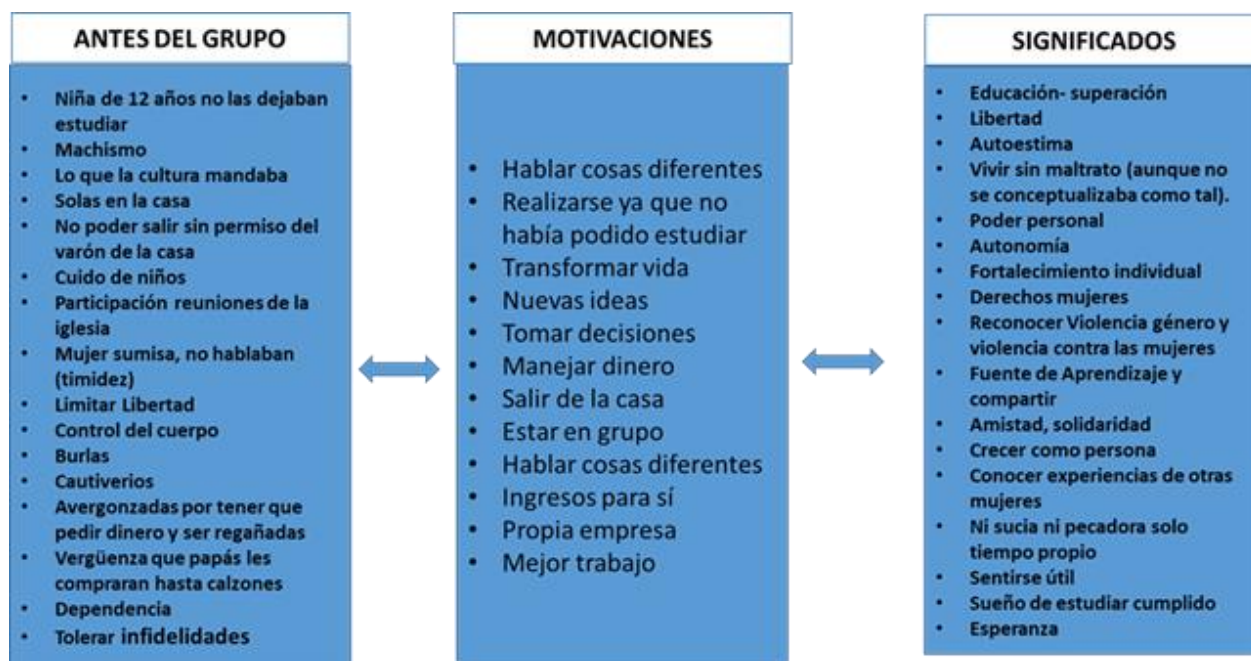 ANTES DEL GRUPO
• Niña de 12 años no las dejaban
estudiar
• Machismo
• Lo que la cultura mandaba
• Solas en la casa
• No poder salir sin permiso del
varón de la casa
• Cuido de niños
• Participación reuniones de la
iglesia
• Mujer sumisa, no hablaban
(timidez)
• Limitar Libertad
• Control del cuerpo
• Burlas
• Cautiverios
• Avergonzadas por tener que
pedir dinero y ser regañadas
• Vergüenza que papás les
compraran hasta calzones
• Dependencia
• Tolerar infidelidades
MOTIVACIONES
• Hablar cosas diferentes
• Realizarse ya que no
había podido estudiar
• Transformar vida
• Nuevas ideas
• Tomar decisiones
• Manejar dinero
• Salir de la casa
• Estar en grupo
• Hablar cosas diferentes
• Ingresos para sí
• Propia empresa
• Mejor trabajo
SIGNIFICADOS
• Educación- superación
• Libertad
• Autoestima
• Vivir sin maltrato (aunque no
se conceptualizaba como tal).
• Poder personal
• Autonomía
• Fortalecimiento individual
• Derechos mujeres
• Reconocer Violencia género y
violencia contra las mujeres
• Fuente de Aprendizaje y
compartir
• Amistad, solidaridad
• Crecer como persona
• Conocer experiencias de otras
mujeres
• Ni sucia ni pecadora solo
tiempo propio
• Sentirse útil
• Sueño de estudiar cumplido
• Esperanza